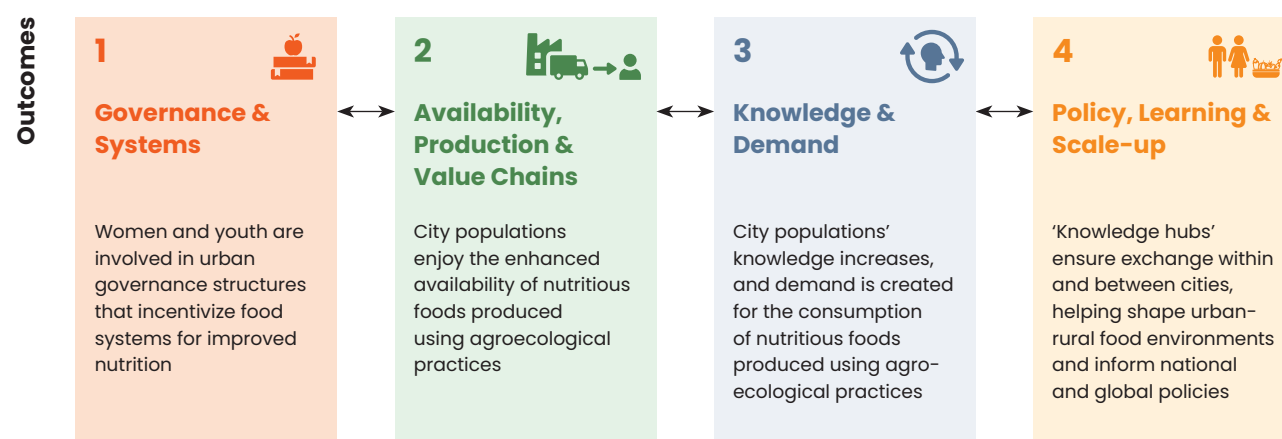 Outcomes
1
Governance &
Systems
Women and youth are
involved in urban
governance structures
that incentivize food
systems for improved
nutrition
2
Availability,
Production &
Value Chains
City populations
enjoy the enhanced
availability of nutritious
foods produced
using agroecological
practices
3
Knowledge &
Demand
City populations’
knowledge increases,
and demand is created
for the consumption
of nutritious foods
produced using agro-
ecological practices
4
Policy, Learning &
Scale-up
‘Knowledge hubs’
ensure exchange within
and between cities,
helping shape urban-
rural food environments
and inform national
and global policies